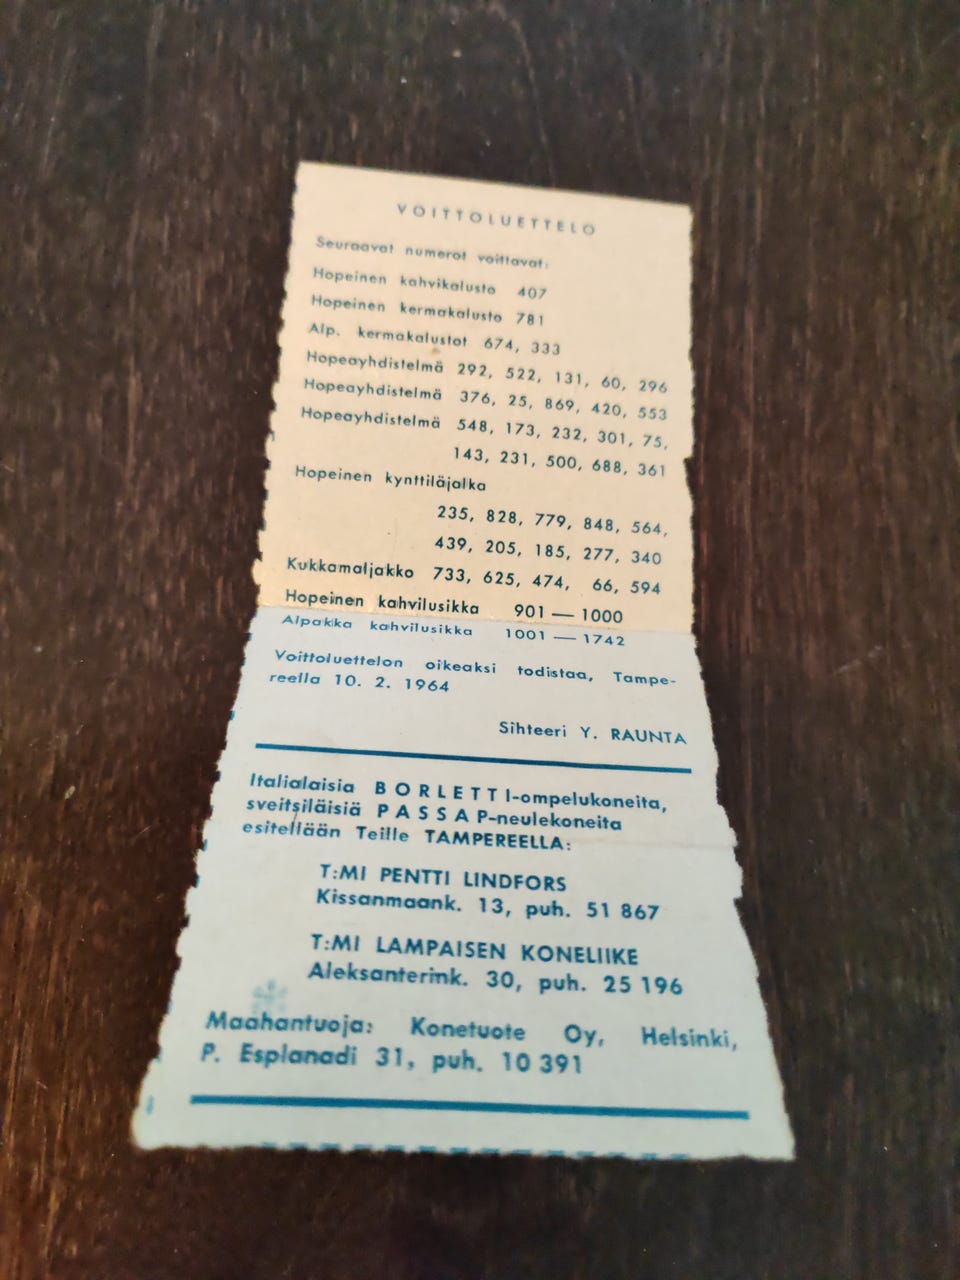 VOITTOLUETTELO
Seuraavat numerot voittavat:
Hopeinen kahvikalusto 407
Hopeinen kermakalusto 781
Alp. kermakalustot 674, 333
Hopeayhdistelmä 292, 522, 131, 60, 296
Hopeayhdistelmä 376, 25, 869, 420, 553
Hopeayhdistelmä 548, 173, 232, 301, 75,
143, 231, 500, 688, 361
Hopeinen kynttiläjalka
235, 828, 779, 848, 564,
439, 205, 185, 277, 340
Kukkamaljakko 733, 625, 474, 66, 594
Hopeinen kahvilusikka 901 — 1000
Alpakka kahvilusikka 1001 — 1742
Voittoluettelon oikeaksi todistaa, Tampe-
reella 10. 2. 1964
Sihteeri Y. RAUNTA
Italialaisia BORLETTI-ompelukoneita,
sveitsiläisiä PASSAP-neulekoneita
esitellään Teille TAMPEREELLA:
T:MI PENTTI LINDFORS
Kissanmaank. 13, puh. 51 867
T:MI LAMPAISEN KONELIIKE
Aleksanterink. 30, puh. 25 196
Maahantuoja: Konetuote Oy, Helsinki,
P. Esplanadi 31, puh. 10 391